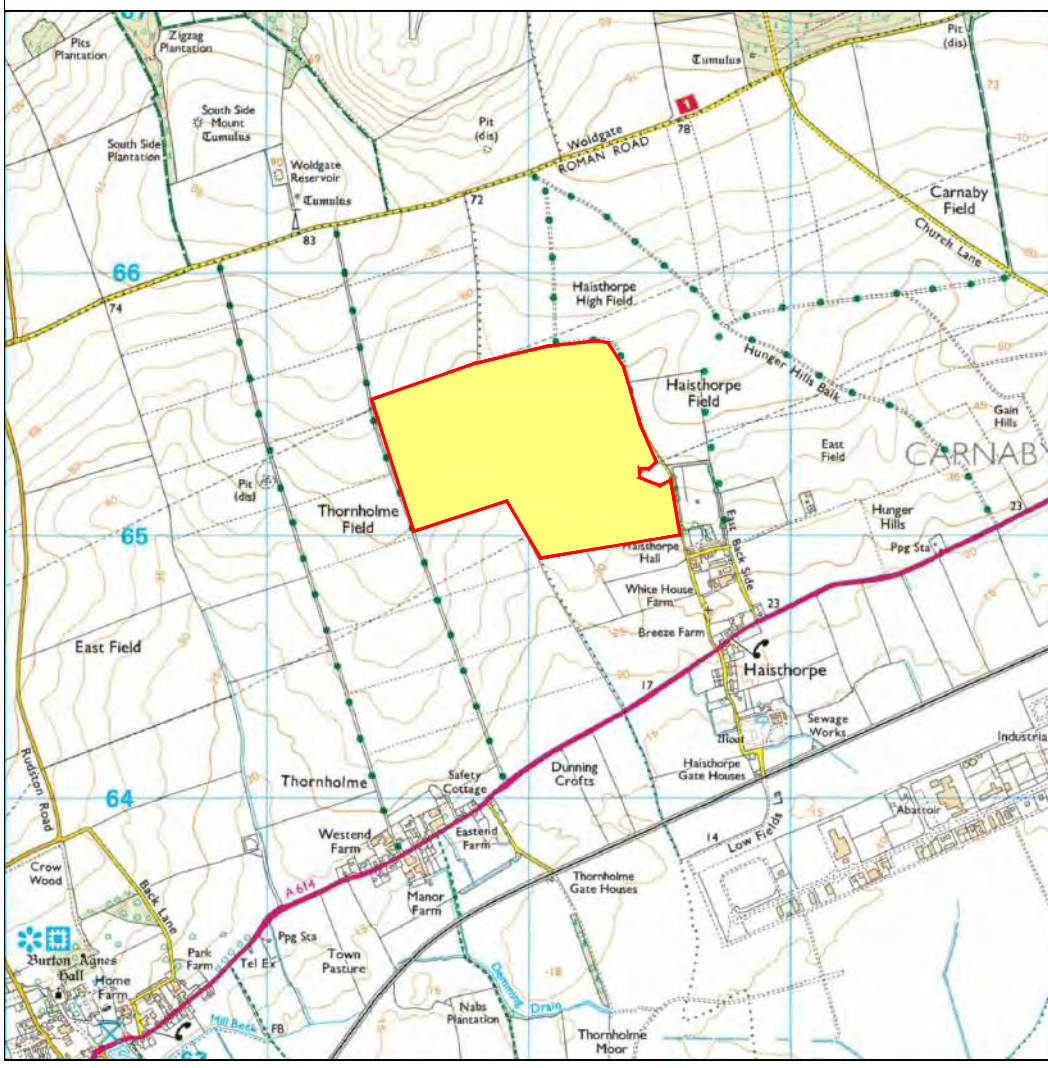 67
Pits
Plantation
Zigzag
Plantation
69
South Side
Mount
Tumulus
South Side
Plantation
90
Woldgate
Reservoir
Tumulus
83
74
66
Pit
(dis)
72
Woldgate
ROMAN ROAD
1
78
Tumulus
Pit
(dis)
73
Carnaby
Field
Church Lane
Haisthorpe
High Field
Hunger Hills Balk
Haisthorpe
Field
Gain
Hills
East
Field
CARNABY
Hunger
Hills
23
Ppg Sta
Pit
(dis)
Thornholme
Field
65
Haisthorpe
Hall
East Back Side
White House
Farm
Breeze Farm
23
Haisthorpe
17
East Field
Rudston Road
Moat
Sewage
Works
Haisthorpe
Gate Houses
Industria
Abattoir
Low Fields
La
14
Thornholme
Safety
Cottage
Dunning
Crofts
64
Westend
Farm
Eastend
Farm
Manor
Farm
Thornholme
Gate Houses
Crow
Wood
Back Lane
A 614
Ppg Sta
Tel Ex
Town
Pasture
Park
Farm
Burton Agnes
Hall
Home
Farm
Mill Beck
FB
Nabs
Plantation
Demming Drain
Thornholme
Moor
63